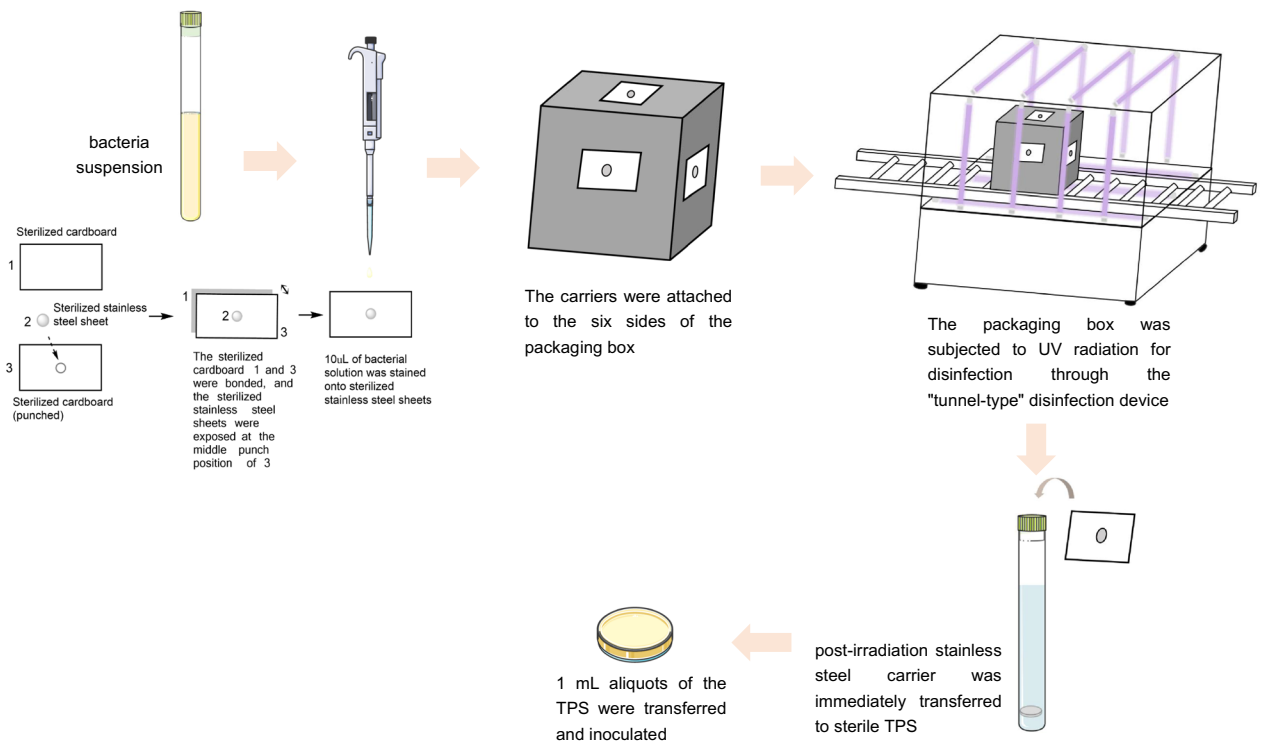 bacteria
suspension
Sterilized cardboard
1
2
Sterilized stainless
steel sheet
3
Sterilized cardboard
(punched)
1
2
3
The sterilized
cardboard 1 and 3
were bonded, and
the sterilized
stainless steel
sheets were
exposed at the
middle punch
position of 3
10uL of bacterial
solution was stained
onto sterilized
stainless steel sheets
The carriers were attached
to the six sides of the
packaging box
The packaging box was
subjected to UV radiation for
disinfection through the
"tunnel-type" disinfection device
post-irradiation stainless
steel carrier was
immediately transferred
to sterile TPS
1 mL aliquots of the
TPS were transferred
and inoculated